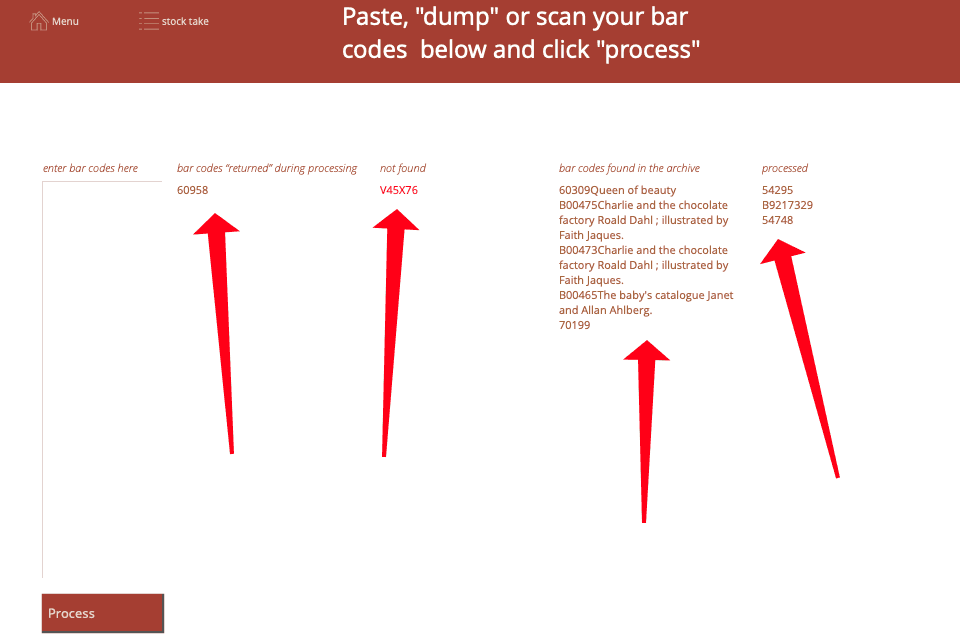 Menu
stock take
Paste, "dump" or scan your bar
codes  below and click "process"
enter bar codes here
bar codes “returned” during processing
not found
bar codes found in the archive
processed
60958
V45X76
60309Queen of beauty
B00475Charlie and the chocolate
factory Roald Dahl ; illustrated by
Faith Jaques.
B00473Charlie and the chocolate
factory Roald Dahl ; illustrated by
Faith Jaques.
B00465The baby's catalogue Janet
and Allan Ahlberg.
70199
54295
B9217329
54748
Process